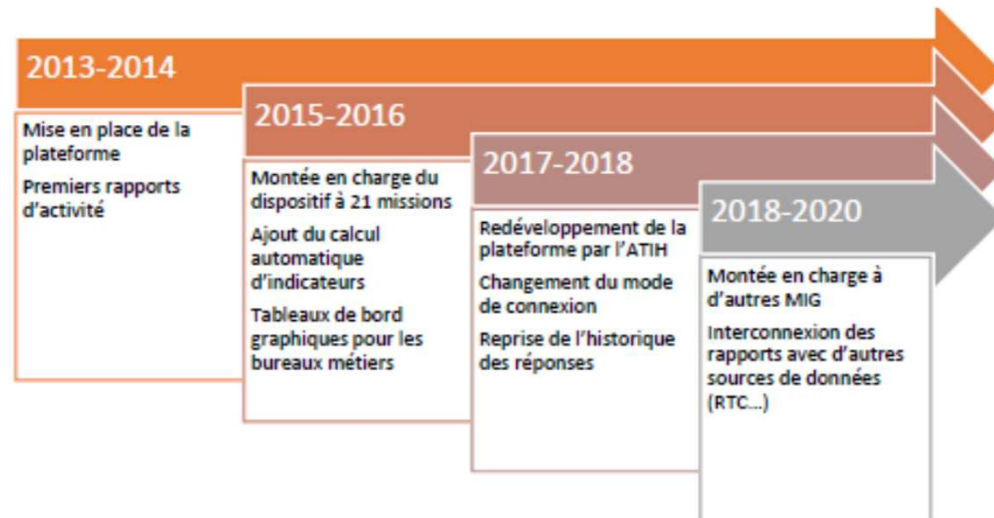 2013-2014
Mise en place de la
plateforme
Premiers rapports
d'activité
2015-2016
Montée en charge du
dispositif à 21 missions
Ajout du calcul
automatique
d'indicateurs
Tableaux de bord
graphiques pour les
bureaux métiers
2017-2018
Redéveloppement de la
plateforme par l'ATIH
Changement du mode
de connexion
Reprise de l'historique
des réponses
2018-2020
Montée en charge à
d'autres MIG
Interconnexion des
rapports avec d'autres
sources de données
(RTC...)